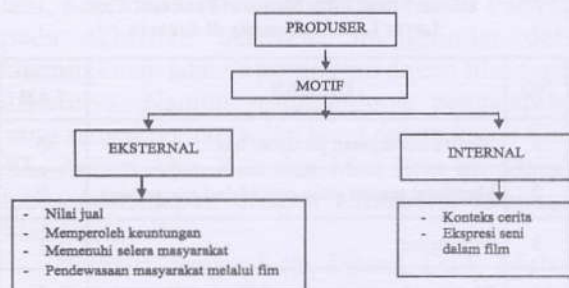 PRODUSER
MOTIF
EKSTERNAL
INTERNAL
- Nilai jual
- Memperoleh keuntungan
- Memenuhi selera masyarakat
- Pendewasaan masyarakat melalui fim
- Konteks cerita
- Ekspresi seni
dalam film